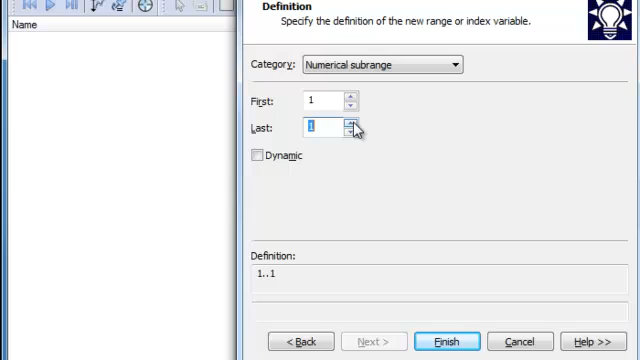 Name
Definition
Specify the definition of the new range or index variable.
Category: Numerical subrange
First: 1
Last: 1
Dynamic
Definition:
1..1
< Back Next > Finish Cancel Help >>